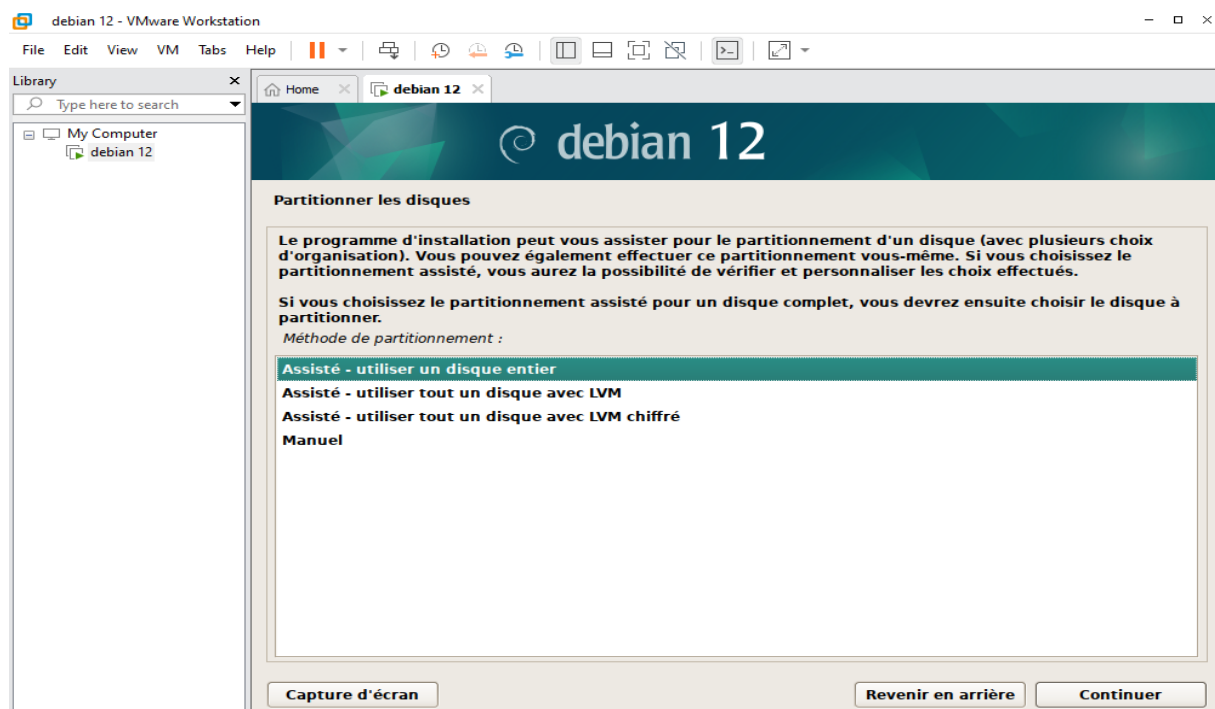 debian 12 - VMware Workstation
File Edit View VM Tabs Help
Library
Type here to search
My Computer
debian 12
Home
debian 12
debian 12
Partitionner les disques
Le programme d'installation peut vous assister pour le partitionnement d'un disque (avec plusieurs choix
d'organisation). Vous pouvez également effectuer ce partitionnement vous-même. Si vous choisissez le
partitionnement assisté, vous aurez la possibilité de vérifier et personnaliser les choix effectués.
Si vous choisissez le partitionnement assisté pour un disque complet, vous devrez ensuite choisir le disque à
partitionner.
Méthode de partitionnement :
Assisté - utiliser un disque entier
Assisté - utiliser tout un disque avec LVM
Assisté - utiliser tout un disque avec LVM chiffré
Manuel
Capture d'écran
Revenir en arrière
Continuer